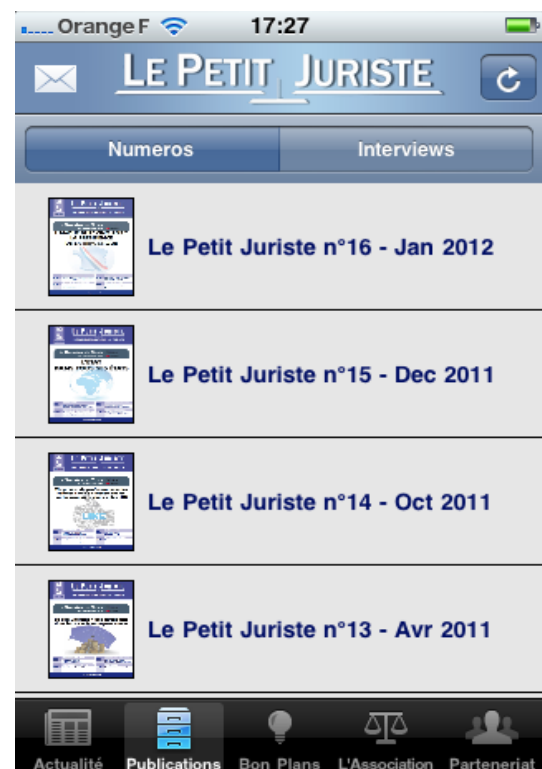 Orange F 17:27
LE PETIT JURISTE
Numeros Interviews
Le Petit Juriste n°16 - Jan 2012
Le Petit Juriste n°15 - Dec 2011
Le Petit Juriste n°14 - Oct 2011
Le Petit Juriste n°13 - Avr 2011
Actualité Publications Bon Plans L'Association Parteneriat